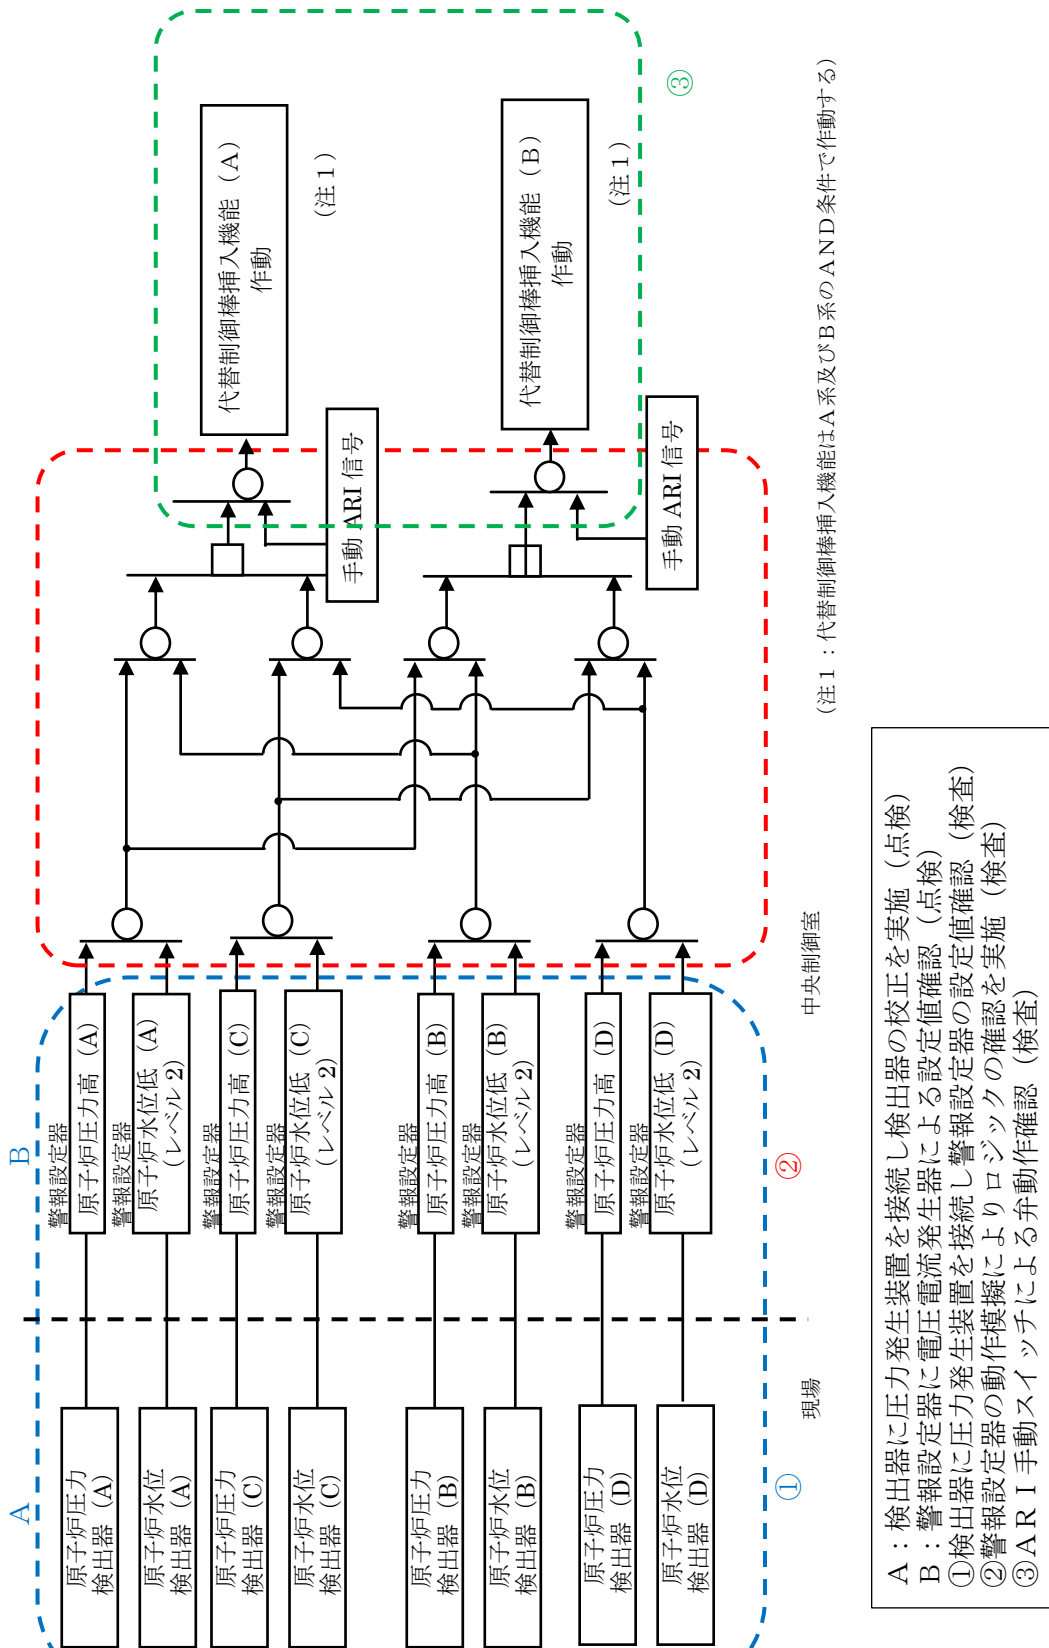 A
B
原子炉圧力
検出器 (A)
原子炉水位
検出器 (A)
原子炉圧力
検出器 (C)
原子炉水位
検出器 (C)
原子炉圧力
検出器 (B)
原子炉水位
検出器 (B)
原子炉圧力
検出器 (D)
原子炉水位
検出器 (D)
警報設定器
原子炉圧力高 (A)
警報設定器
原子炉水位低 (A)
(レベル 2)
警報設定器
原子炉圧力高 (C)
警報設定器
原子炉水位低 (C)
(レベル 2)
警報設定器
原子炉圧力高 (B)
警報設定器
原子炉水位低 (B)
(レベル 2)
警報設定器
原子炉圧力高 (D)
警報設定器
原子炉水位低 (D)
(レベル 2)
手動 ARI 信号
手動 ARI 信号
代替制御棒挿入機能（A）
作動
(注１)
代替制御棒挿入機能（B）
作動
(注１)
①
②
③
現場
中央制御室
(注１：代替制御棒挿入機能はＡ系及びＢ系のＡＮＤ条件で作動する)
Ａ：検出器に圧力発生装置を接続し検出器の校正を実施（点検）
Ｂ：警報設定器に電圧電流発生器による設定値確認（点検）
①検出器に圧力発生装置を接続し警報設定器の設定値確認（検査）
②警報設定器の動作模擬によりロジックの確認を実施（検査）
③ＡＲＩ手動スイッチによる弁動作確認（検査）